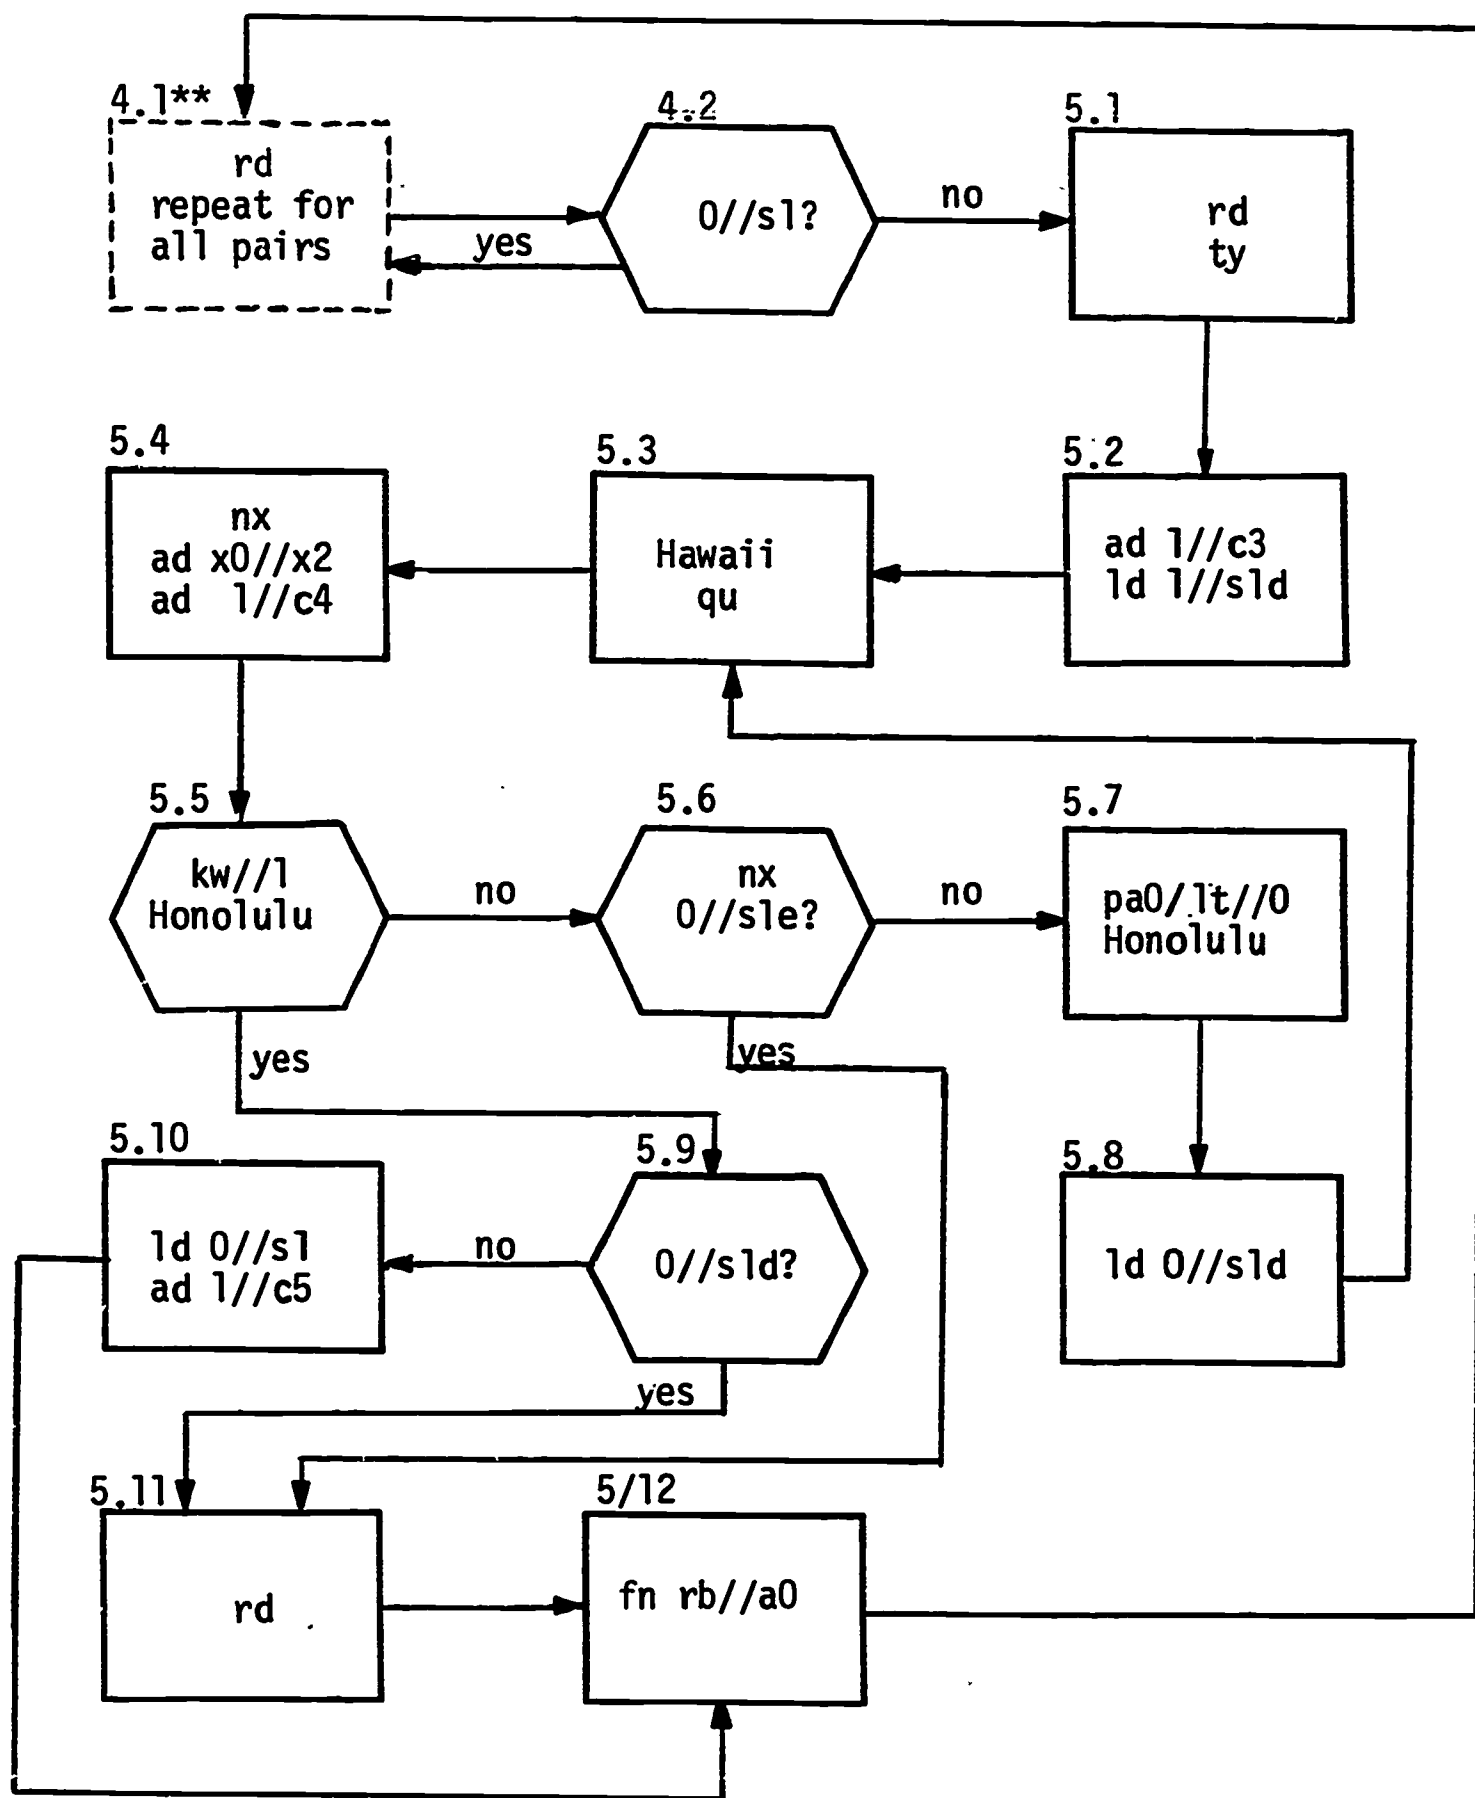 4.1**
rd
repeat for
all pairs
4.2
0//s1?
yes
no
5.1
rd
ty
5.4
nx
ad x0//x2
ad 1//c4
5.3
Hawaii
qu
5.2
ad 1//c3
ld 1//sld
5.5
kw//1
Honolulu
no
5.6
nx
0//sle?
no
5.7
pa0/lt//0
Honolulu
yes
yes
5.10
ld 0//s1
ad 1//c5
no
5.9
0//sld?
5.8
ld 0//sld
yes
5.11
rd
5/12
fn rb//a0